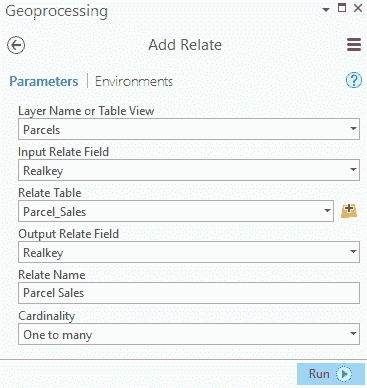 Geoprocessing
Add Relate
Parameters | Environments
Layer Name or Table View
Parcels
Input Relate Field
Realkey
Relate Table
Parcel_Sales
Output Relate Field
Realkey
Relate Name
Parcel Sales
Cardinality
One to many
Run